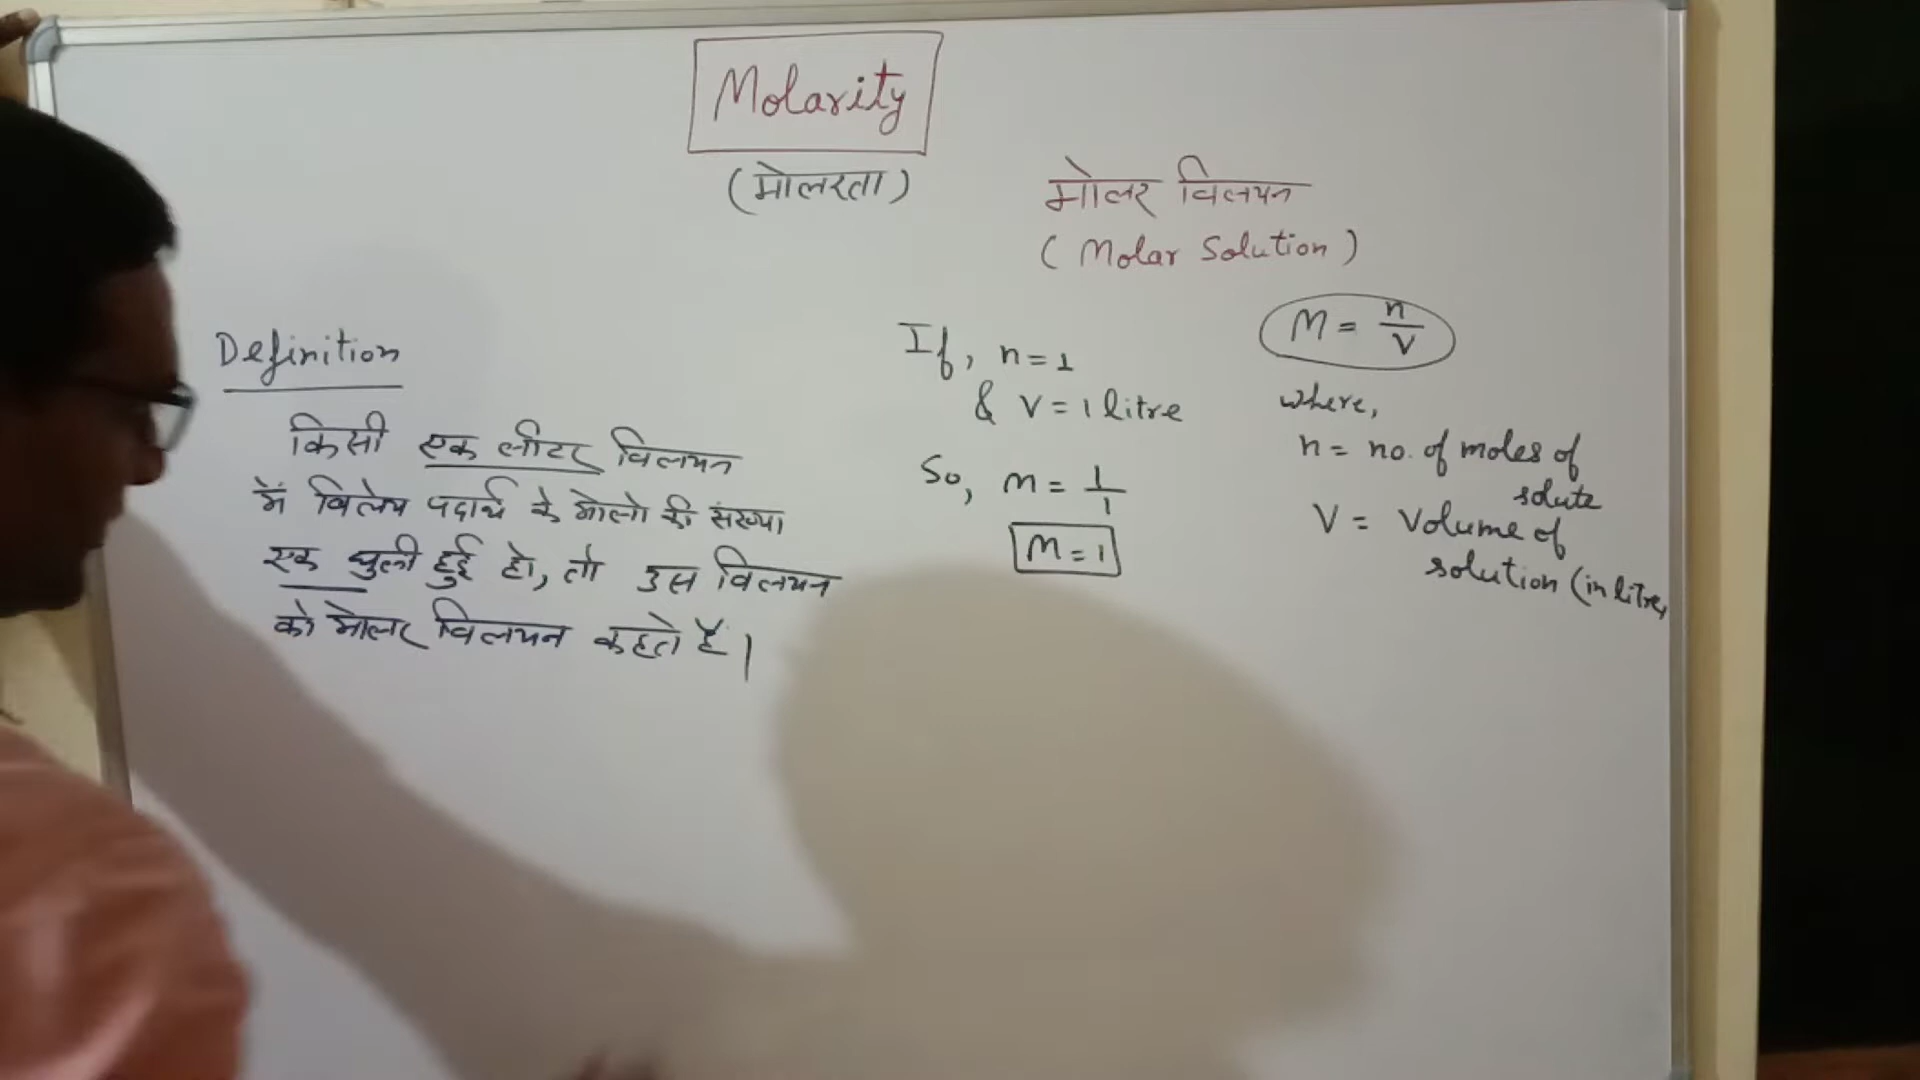 Molarity
(मोलरता)
मोलर विलयन
(Molar Solution)
Definition
किसी एक लीटर विलयन
में विलेय पदार्थ के मोलो की संख्या
एक घुली हुई हो, तो उस विलयन
को मोलर विलयन कहते हैं।
If, n=1
& V=1 litre
So, M = 1/1
M=1
M = n/V
where,
n = no. of moles of
solute
V = Volume of
solution (in litre,